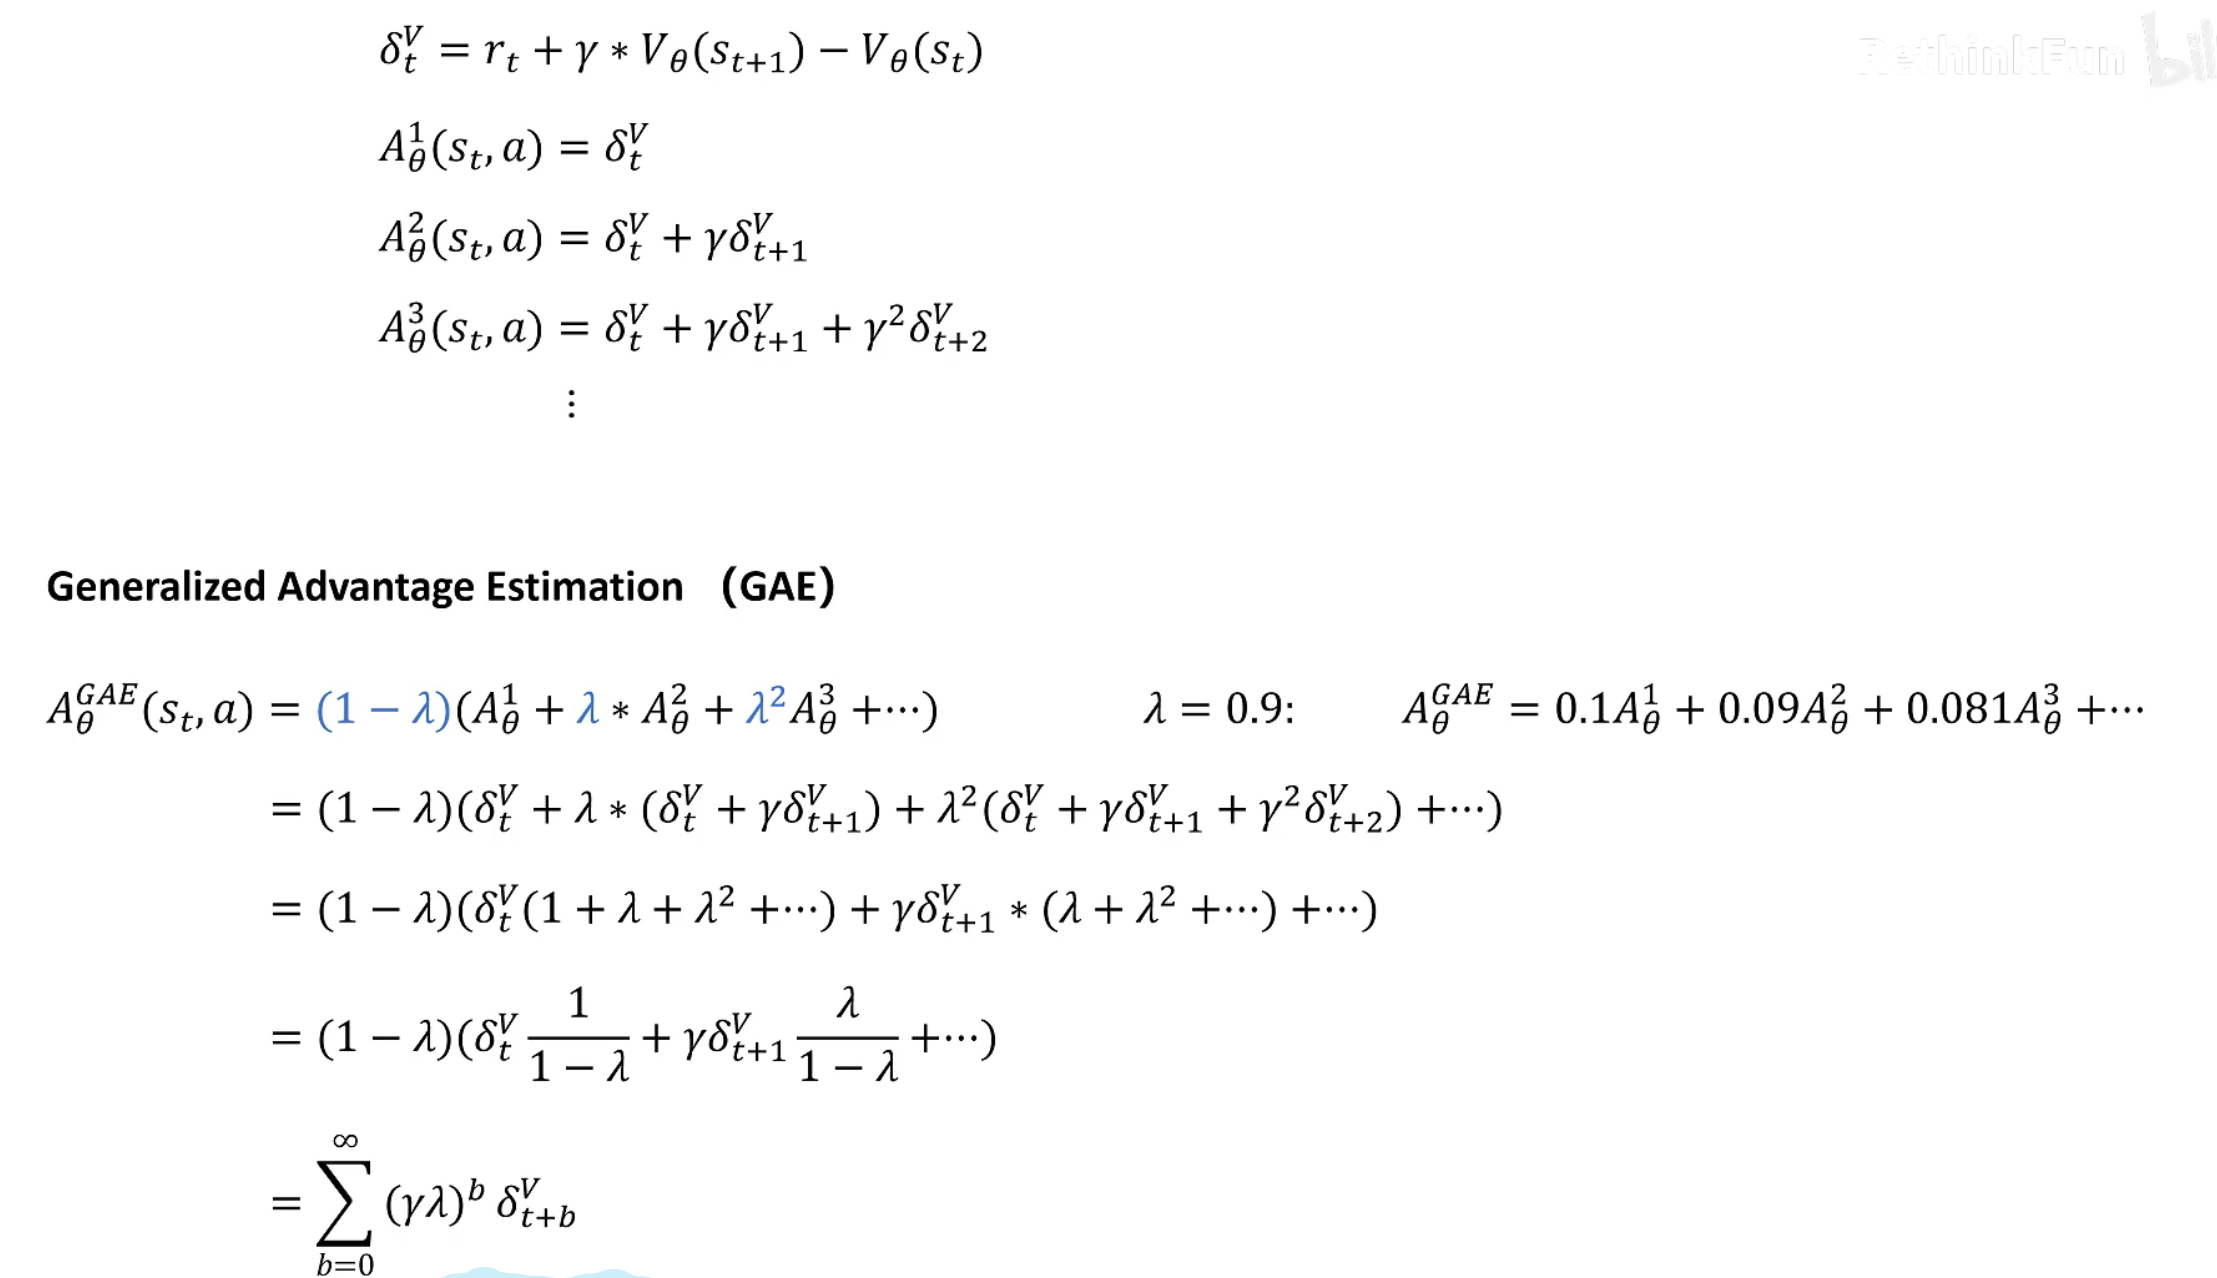 δ_t^V = r_t + γ * V_θ(s_{t+1}) − V_θ(s_t)
RethinkFun
A_θ^1(s_t, a) = δ_t^V
A_θ^2(s_t, a) = δ_t^V + γδ_{t+1}^V
A_θ^3(s_t, a) = δ_t^V + γδ_{t+1}^V + γ^2δ_{t+2}^V
⋮
Generalized Advantage Estimation （GAE）
A_θ^{GAE}(s_t, a) = (1 − λ)(A_θ^1 + λ * A_θ^2 + λ^2A_θ^3 +⋯) λ = 0.9: A_θ^{GAE} = 0.1A_θ^1 + 0.09A_θ^2 + 0.081A_θ^3 +⋯
= (1 − λ)(δ_t^V + λ * (δ_t^V + γδ_{t+1}^V) + λ^2(δ_t^V + γδ_{t+1}^V + γ^2δ_{t+2}^V) +⋯)
= (1 − λ)(δ_t^V(1 + λ + λ^2 +⋯) + γδ_{t+1}^V * (λ + λ^2 +⋯) +⋯)
= (1 − λ)(δ_t^V \frac{1}{1 − λ} + γδ_{t+1}^V \frac{λ}{1 − λ} +⋯)
= \sum_{b=0}^{∞} (γλ)^b δ_{t+b}^V